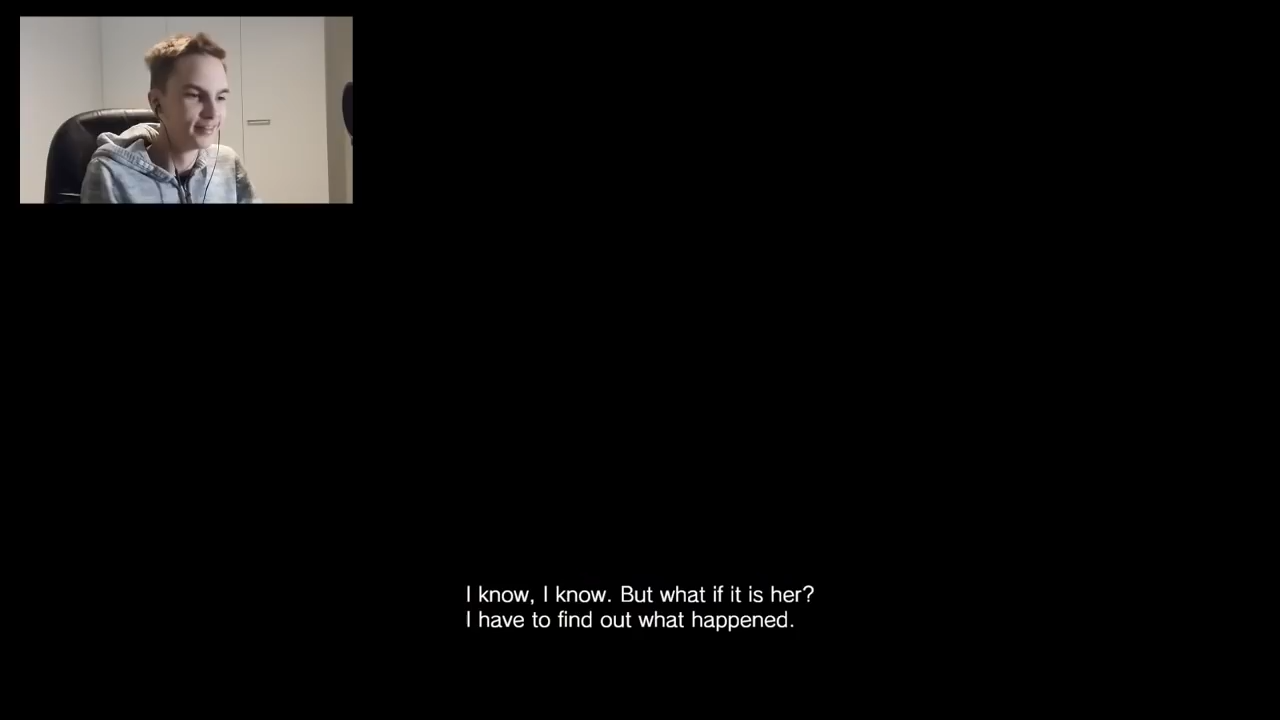 I know, I know. But what if it is her?
I have to find out what happened.